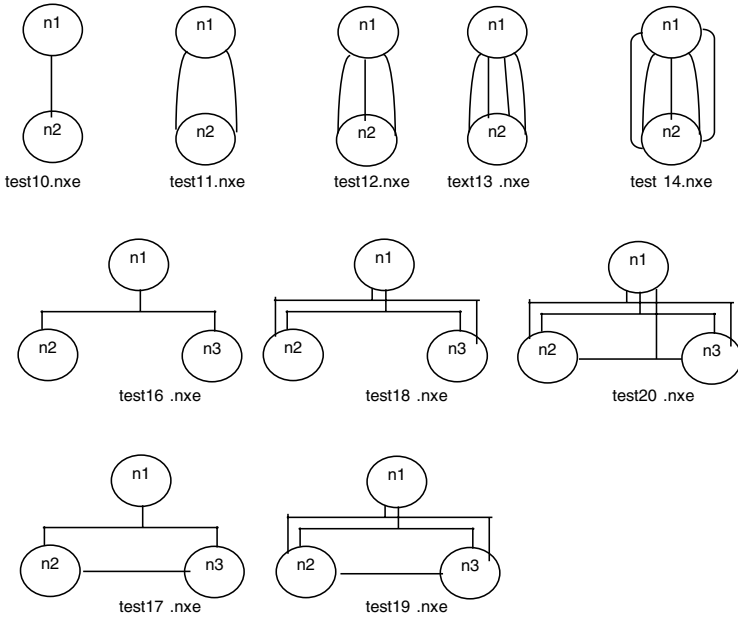 n1
n1
n1
n1
n1
n2
n2
n2
n2
n2
test10.nxe
test11.nxe
test12.nxe
text13 .nxe
test 14.nxe
n1
n1
n1
n2
n3
n2
n3
n2
n3
test16 .nxe
test18 .nxe
test20 .nxe
n1
n1
n2
n3
n2
n3
test17 .nxe
test19 .nxe